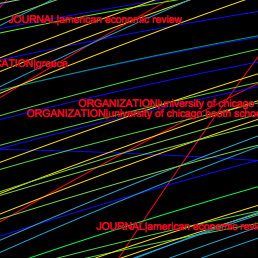 JOURNAL|american economic review
CATION|greece
ORGANIZATION|university of chicago
ORGANIZATION|university of chicago booth schoo
JOURNAL|american economic revi